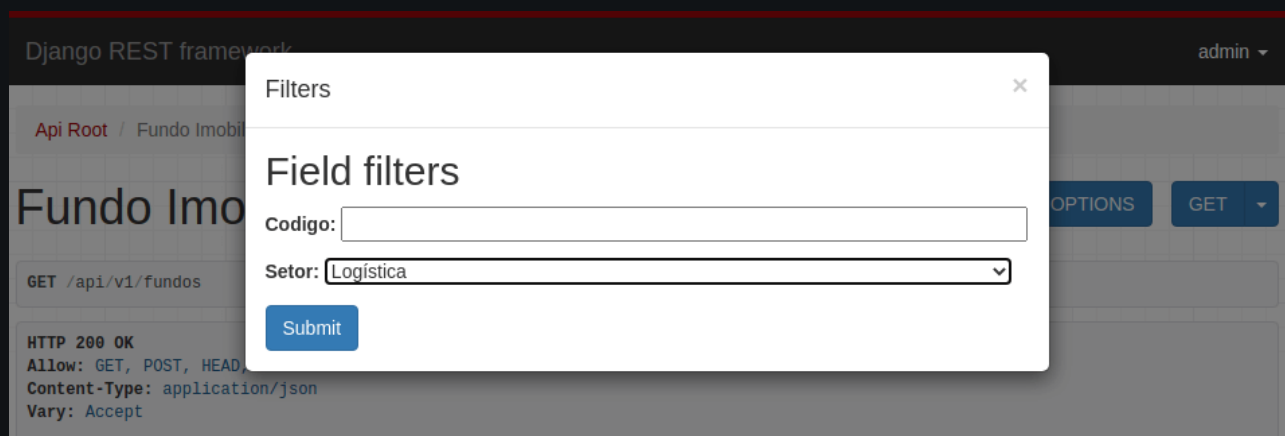 Django REST framework
admin
Filters
×
Api Root / Fundo Imobil
Field filters
Fundo Imo
OPTIONS
GET
Codigo:
Setor: Logística
GET /api/v1/fundos
Submit
HTTP 200 OK
Allow: GET, POST, HEAD,
Content-Type: application/json
Vary: Accept